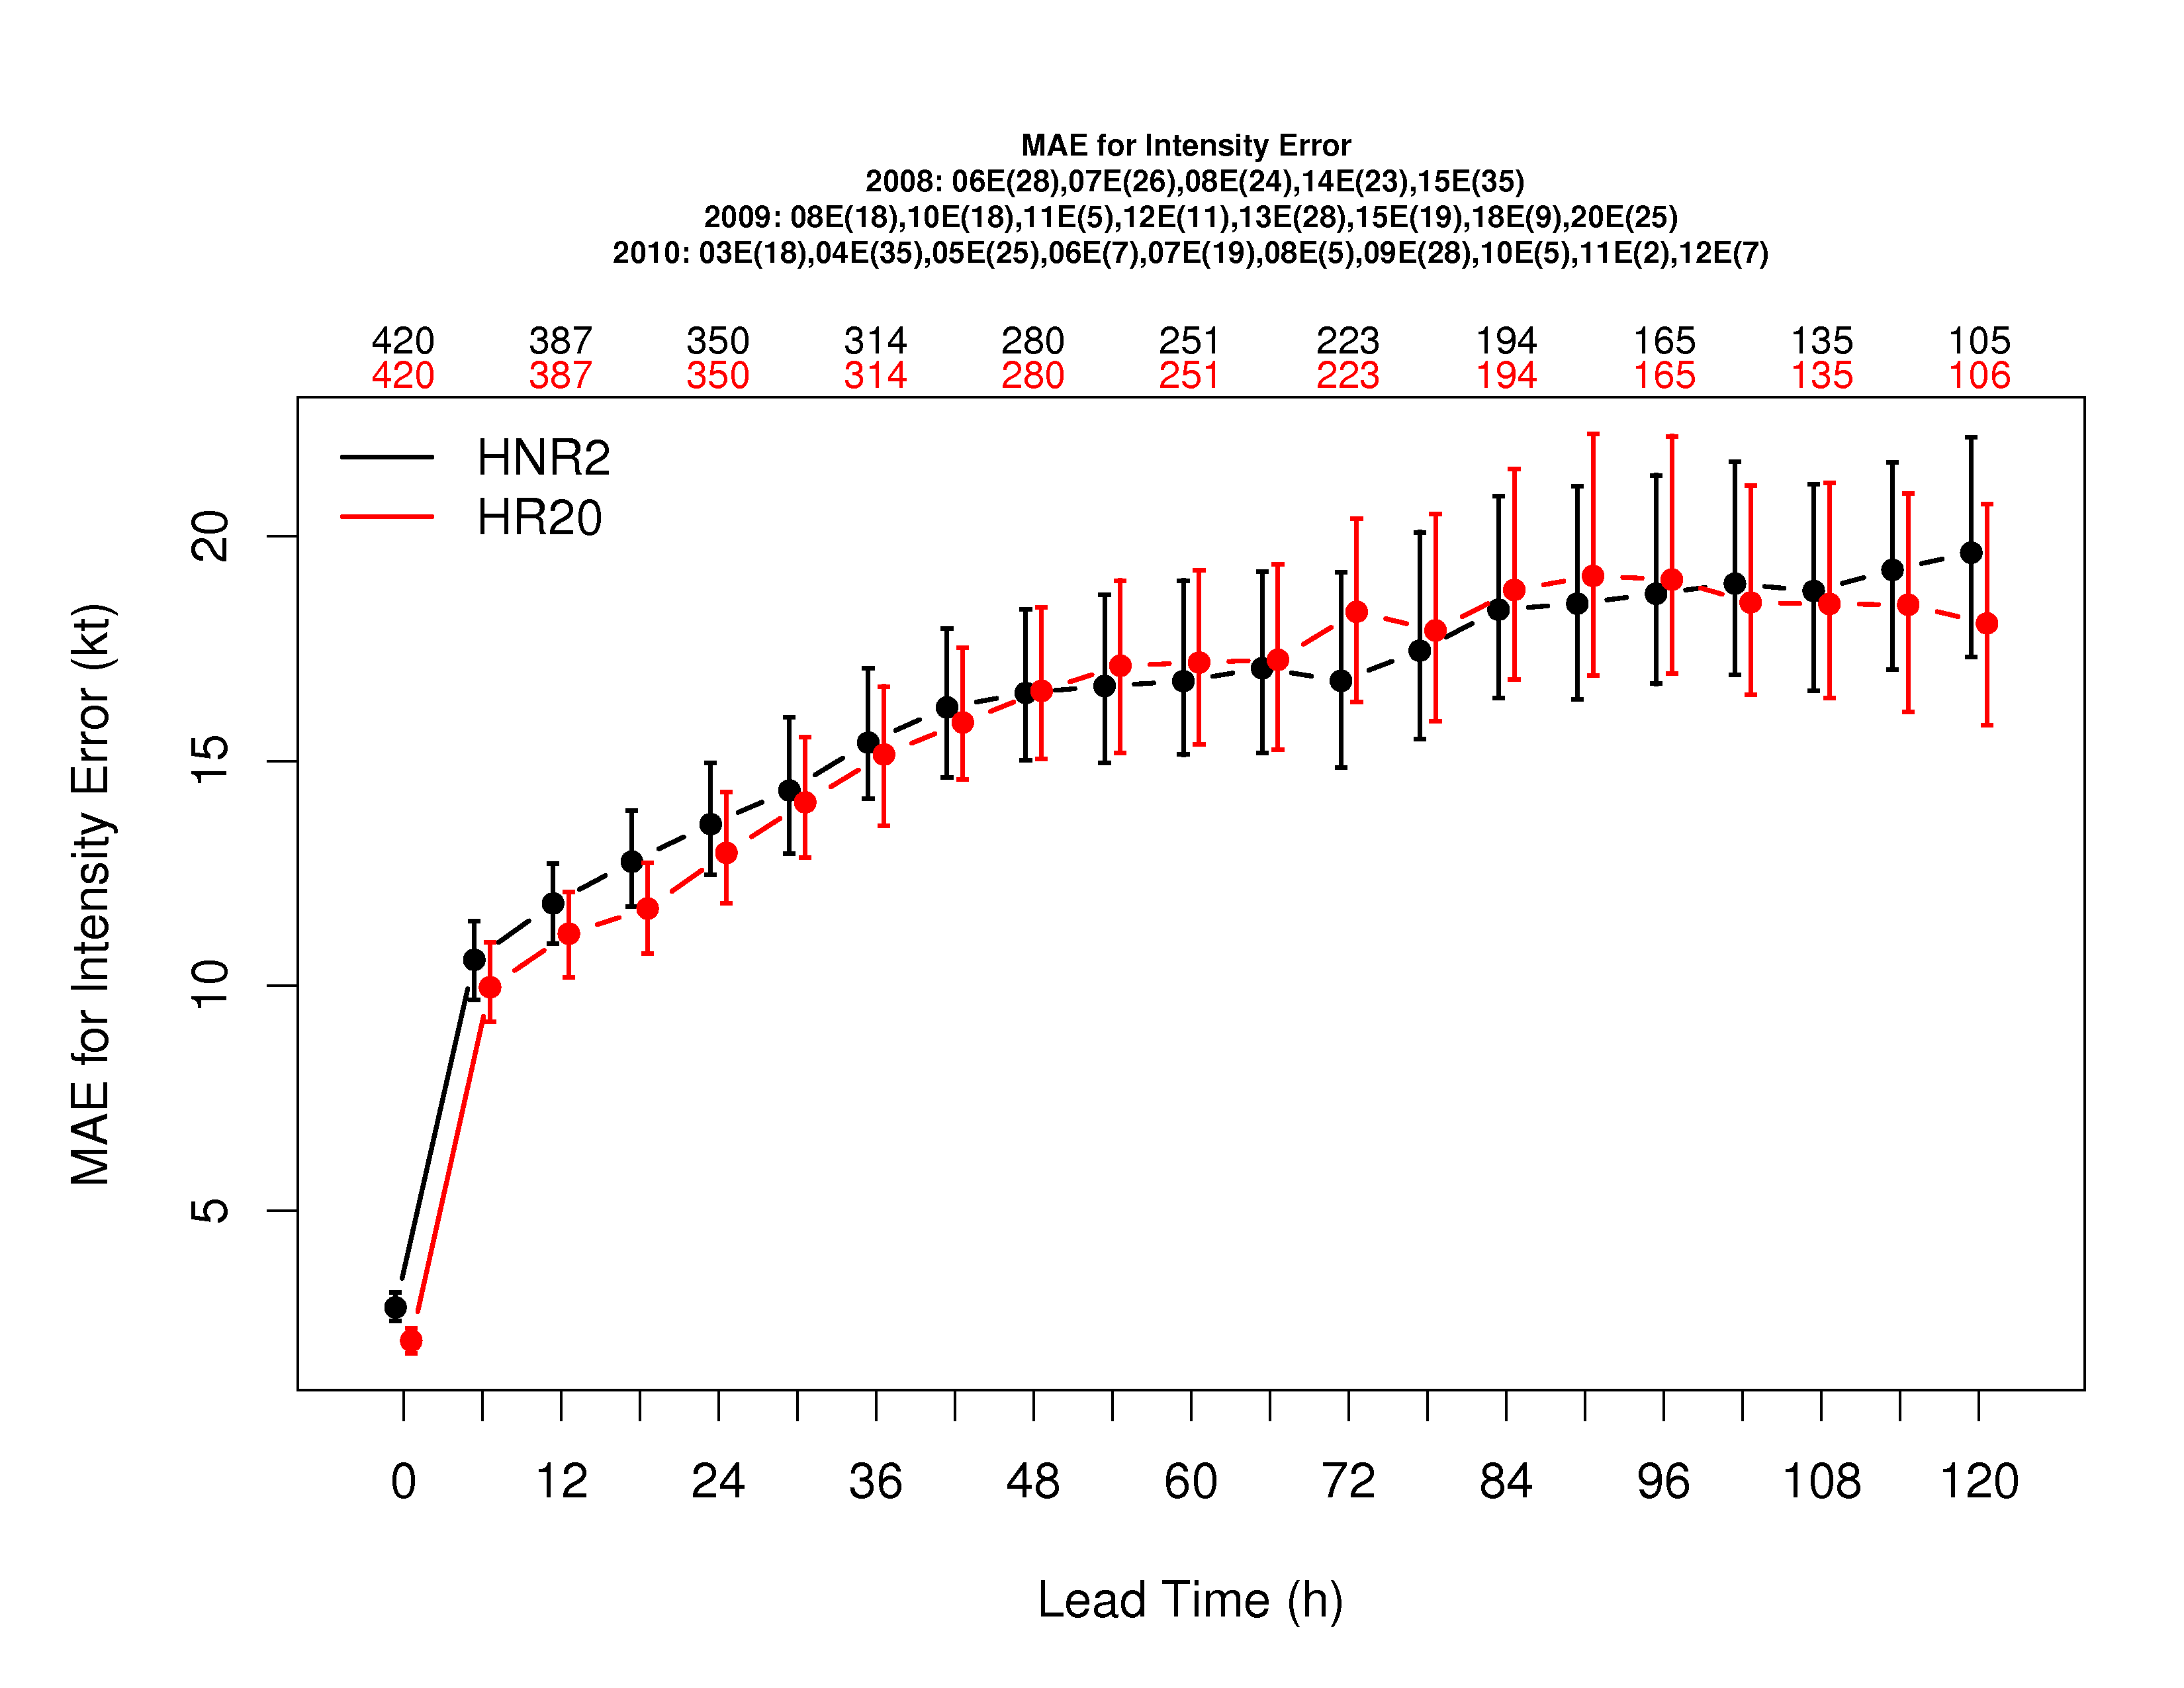 MAE for Intensity Error
2008: 06E(28),07E(26),08E(24),14E(23),15E(35)
2009: 08E(18),10E(18),11E(5),12E(11),13E(28),15E(19),18E(9),20E(25)
2010: 03E(18),04E(35),05E(25),06E(7),07E(19),08E(5),09E(28),10E(5),11E(2),12E(7)
420 387 350 314 280 251 223 194 165 135 105
420 387 350 314 280 251 223 194 165 135 106
HNR2
HR20
MAE for Intensity Error (kt)
20
15
10
5
0 12 24 36 48 60 72 84 96 108 120
Lead Time (h)